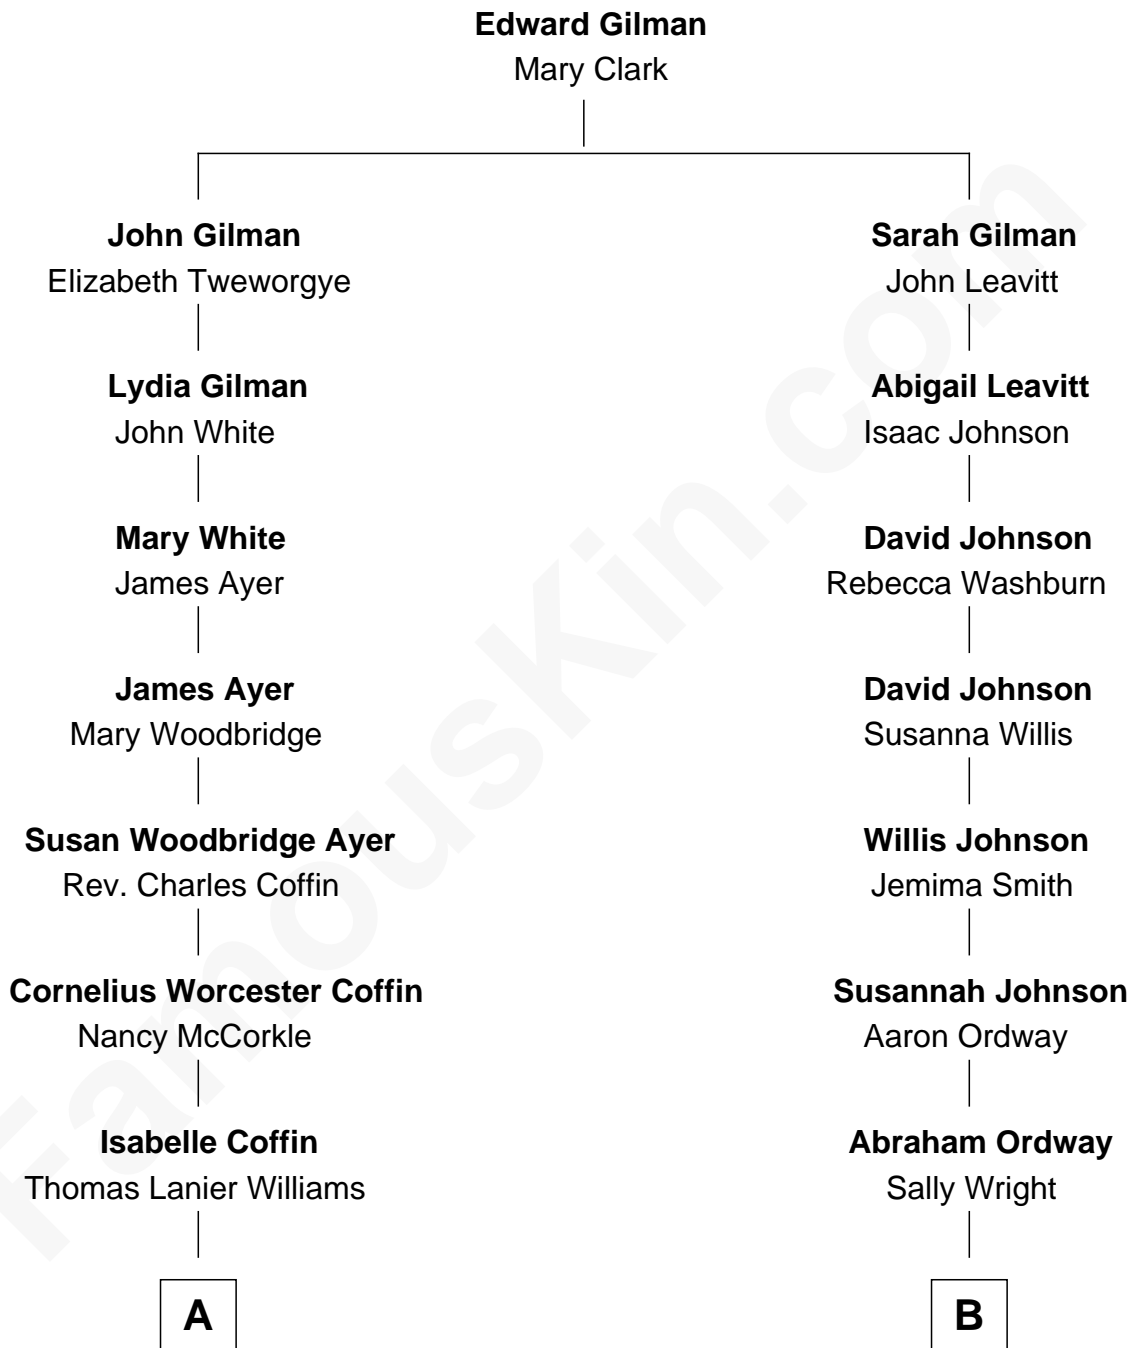 Edward Gilman
Mary Clark
John Gilman
Elizabeth Tweworgye
Sarah Gilman
John Leavitt
Lydia Gilman
John White
Abigail Leavitt
Isaac Johnson
Mary White
James Ayer
David Johnson
Rebecca Washburn
James Ayer
Mary Woodbridge
David Johnson
Susanna Willis
Susan Woodbridge Ayer
Rev. Charles Coffin
Willis Johnson
Jemima Smith
Cornelius Worcester Coffin
Nancy McCorkle
Susannah Johnson
Aaron Ordway
Isabelle Coffin
Thomas Lanier Williams
Abraham Ordway
Sally Wright
A
B
FamousKin.com